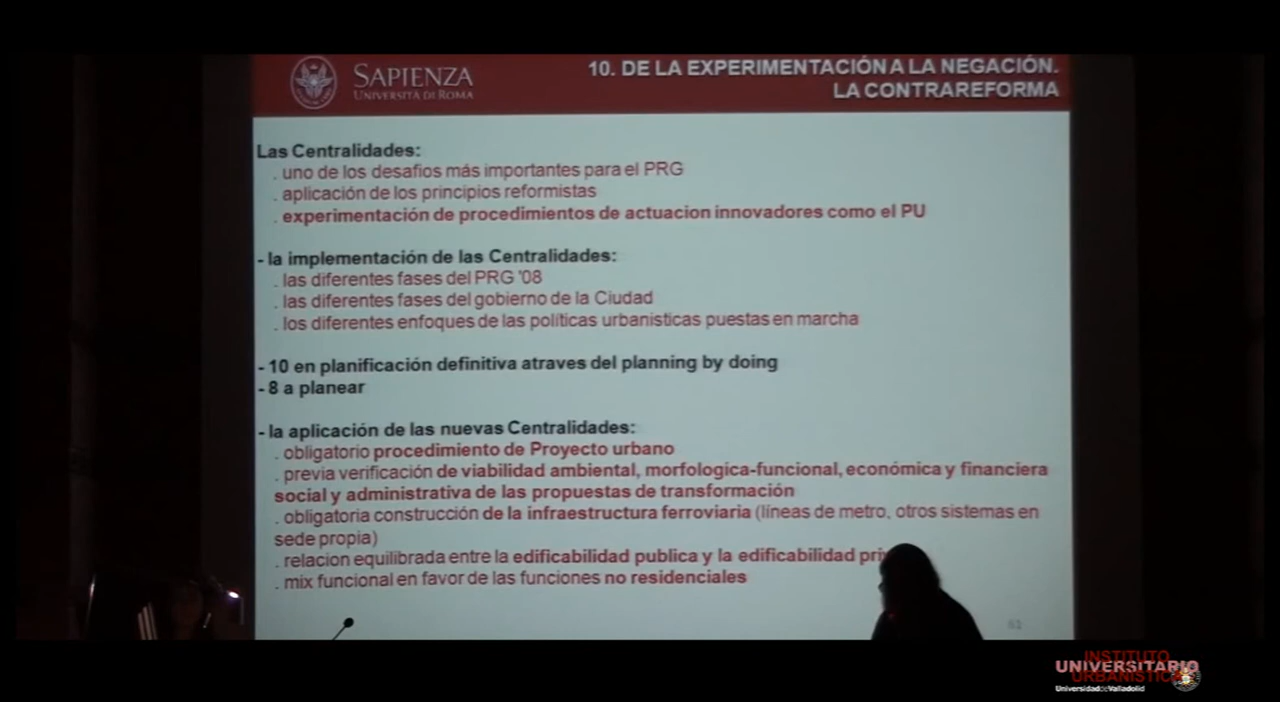 SAPIENZA
UNIVERSITÀ DI ROMA
10. DE LA EXPERIMENTACIÓN A LA NEGACIÓN.
LA CONTRAREFORMA
Las Centralidades:
. uno de los desafios más importantes para el PRG
. aplicación de los principios reformistas
. experimentación de procedimientos de actuacion innovadores como el PU
- la implementación de las Centralidades:
. las diferentes fases del PRG '08
. las diferentes fases del gobierno de la Ciudad
. los diferentes enfoques de las políticas urbanisticas puestas en marcha
- 10 en planificación definitiva atraves del planning by doing
- 8 a planear
- la aplicación de las nuevas Centralidades:
. obligatorio procedimiento de Proyecto urbano
. previa verificación de viabilidad ambiental, morfologica-funcional, económica y financiera
social y administrativa de las propuestas de transformación
. obligatoria construcción de la infraestructura ferroviaria (líneas de metro, otros sistemas en
sede propia)
. relacion equilibrada entre la edificabilidad publica y la edificabilidad
. mix funcional en favor de las funciones no residenciales
INSTITUTO
UNIVERSITARIO
URBANÍSTICA
Universidad de Valladolid